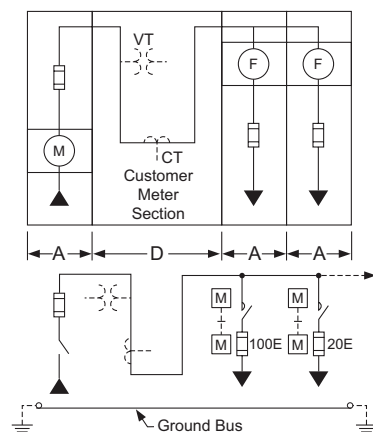 VT
F
F
M
CT
Customer
Meter
Section
A
D
A
A
M
M
M
M
100E
20E
Ground Bus